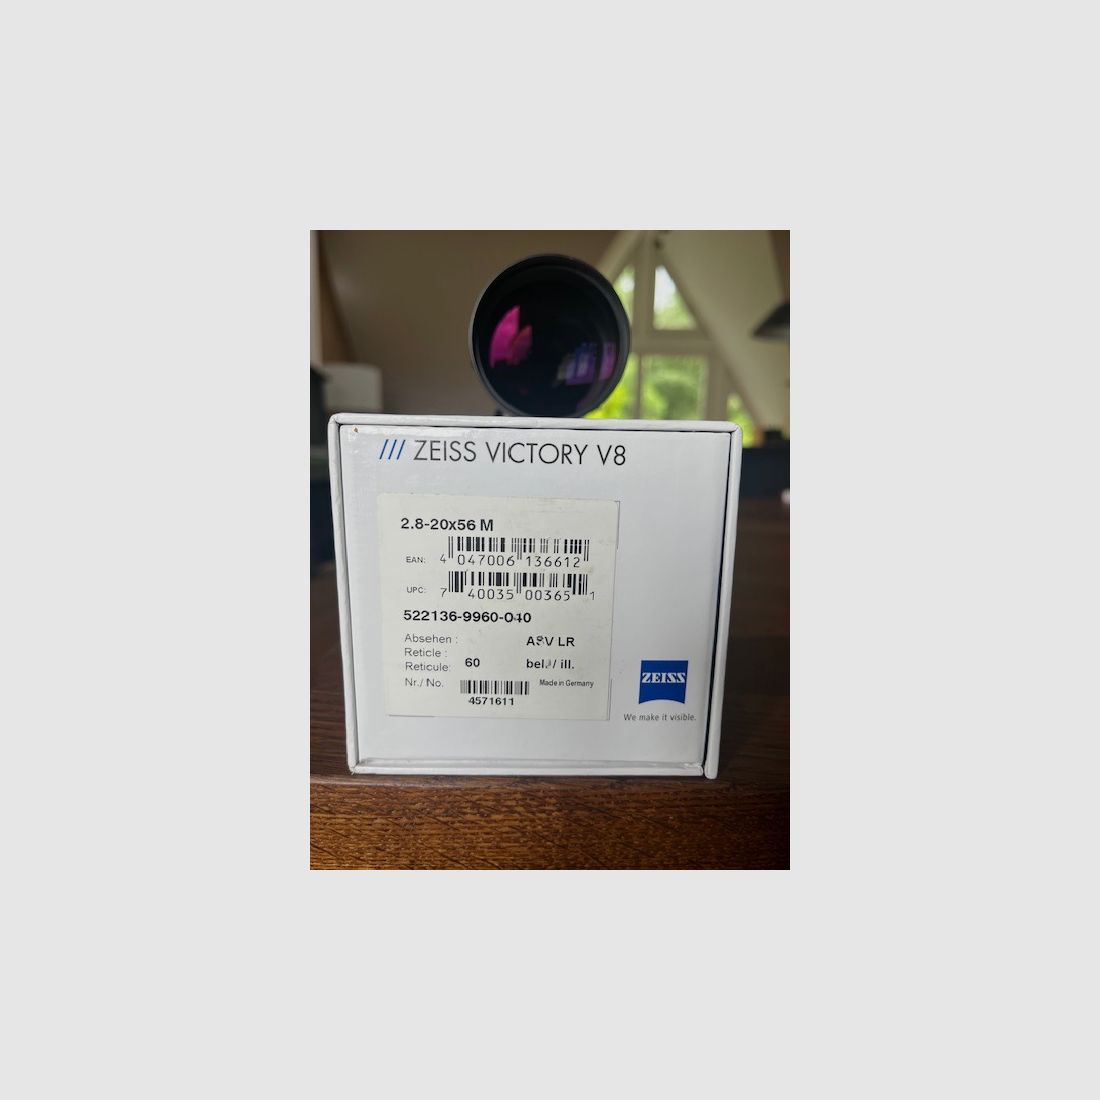 /// ZEISS VICTORY V8
2.8-20x56 M
EAN: 4 047006 136612
UPC: 7 40035 00365 1
522136-9960-040
Absehen : ASV LR
Reticle :
Reticule: 60 bel./ ill.
Nr./ No. Made in Germany
4571611
ZEISS
We make it visible.